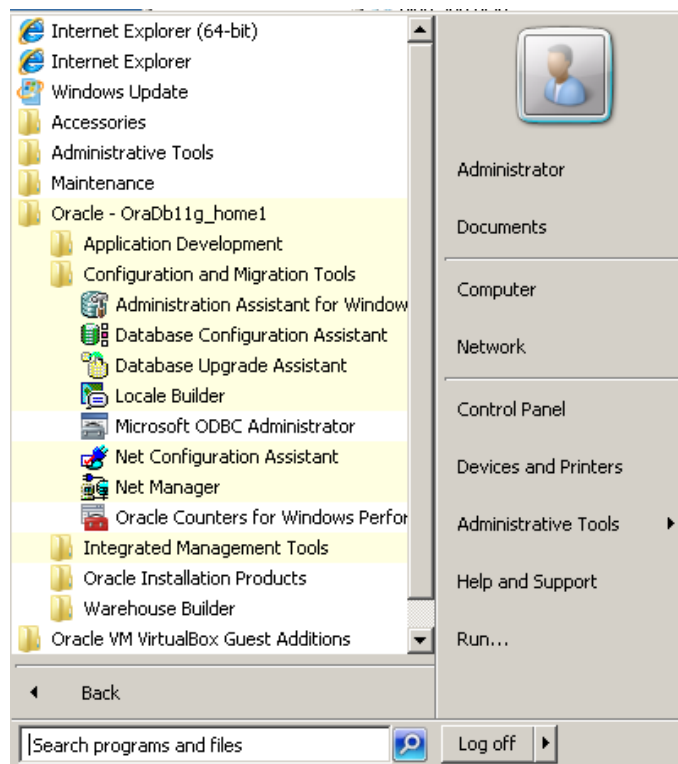 Internet Explorer (64-bit)
Internet Explorer
Windows Update
Accessories
Administrative Tools
Maintenance
Oracle - OraDb11g_home1
Application Development
Configuration and Migration Tools
Administration Assistant for Window
Database Configuration Assistant
Database Upgrade Assistant
Locale Builder
Microsoft ODBC Administrator
Net Configuration Assistant
Net Manager
Oracle Counters for Windows Perfor
Integrated Management Tools
Oracle Installation Products
Warehouse Builder
Oracle VM VirtualBox Guest Additions
Back
Search programs and files
Administrator
Documents
Computer
Network
Control Panel
Devices and Printers
Administrative Tools
Help and Support
Run...
Log off